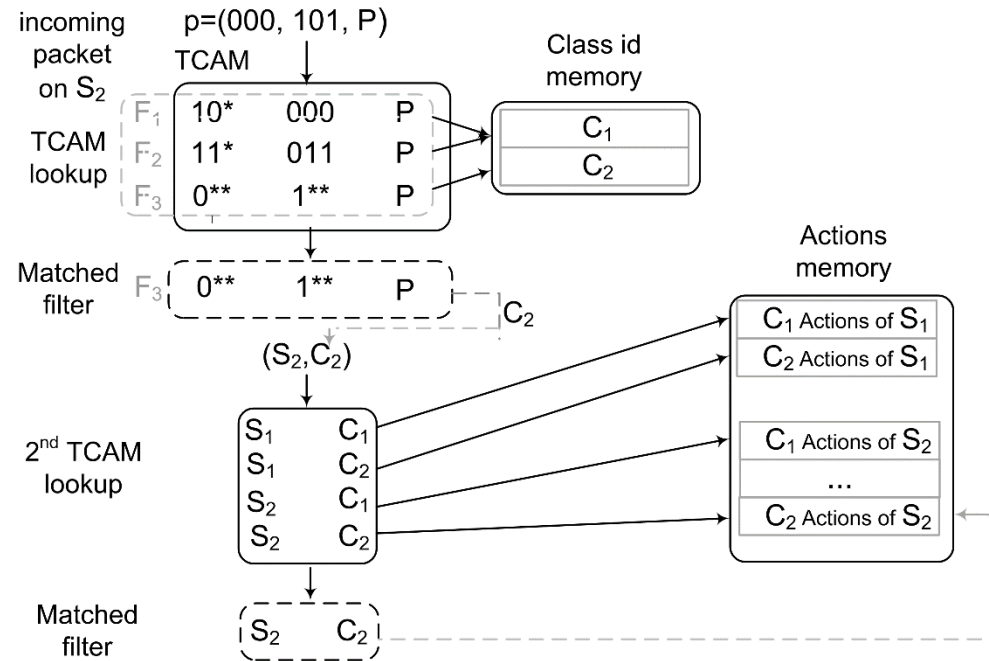 incoming
packet
on S₂
p=(000, 101, P)
TCAM
Class id
memory
TCAM
lookup
F₁ 10* 000 P
F₂ 11* 011 P
F₃ 0** 1** P
C₁
C₂
Matched
filter
F₃ 0** 1** P
C₂
(S₂,C₂)
Actions
memory
C₁ Actions of S₁
C₂ Actions of S₁
C₁ Actions of S₂
...
C₂ Actions of S₂
2ⁿᵈ TCAM
lookup
S₁ C₁
S₁ C₂
S₂ C₁
S₂ C₂
Matched
filter
S₂ C₂